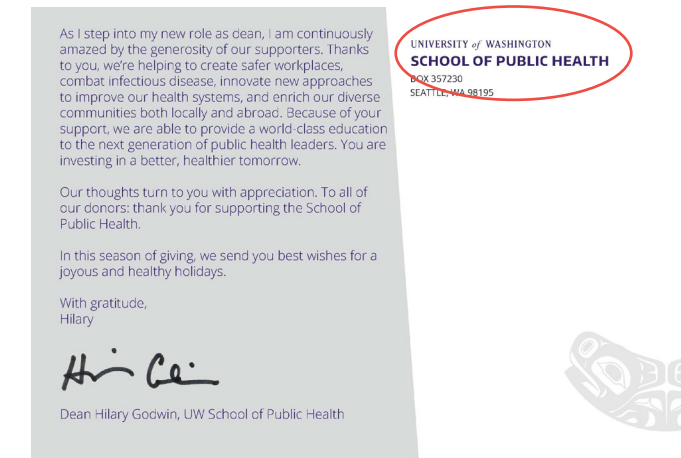 As I step into my new role as dean, I am continuously
amazed by the generosity of our supporters. Thanks
to you, we're helping to create safer workplaces,
combat infectious disease, innovate new approaches
to improve our health systems, and enrich our diverse
communities both locally and abroad. Because of your
support, we are able to provide a world-class education
to the next generation of public health leaders. You are
investing in a better, healthier tomorrow.
Our thoughts turn to you with appreciation. To all of
our donors: thank you for supporting the School of
Public Health.
In this season of giving, we send you best wishes for a
joyous and healthy holidays.
With gratitude,
Hilary
Dean Hilary Godwin, UW School of Public Health
UNIVERSITY of WASHINGTON
SCHOOL OF PUBLIC HEALTH
BOX 357230
SEATTLE, WA 98195